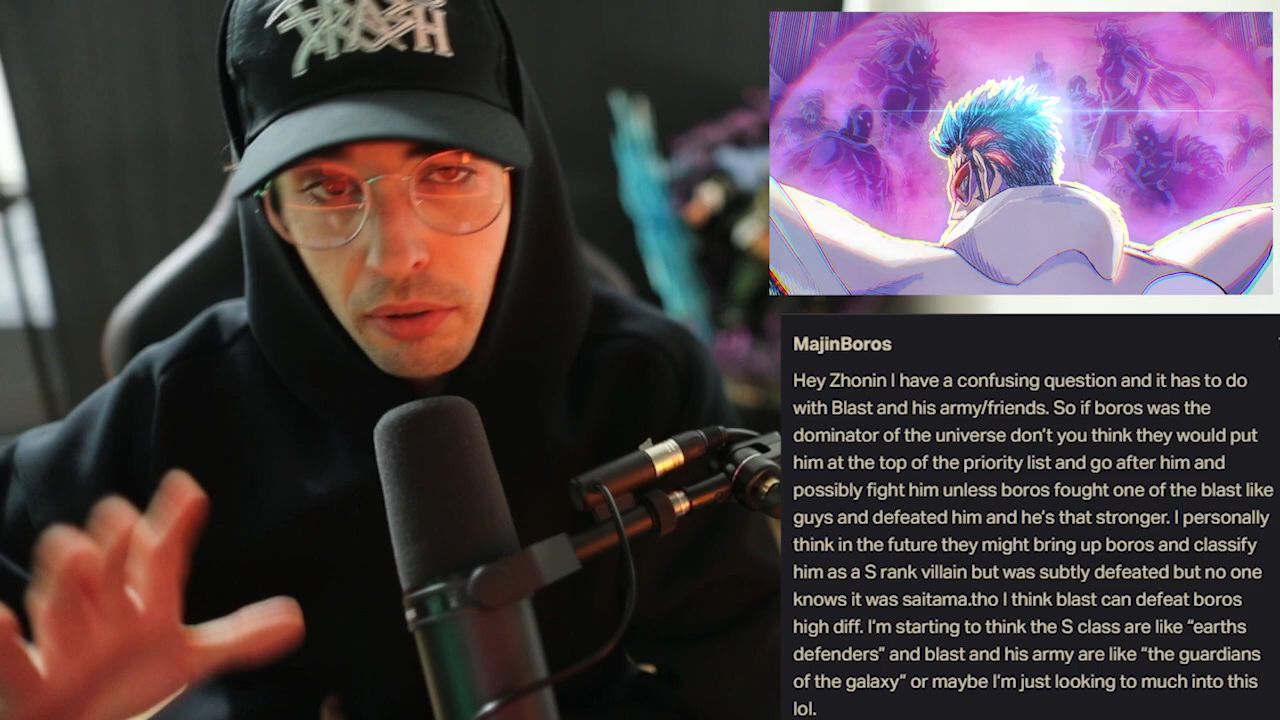 MajinBoros
Hey Zhonin I have a confusing question and it has to do
with Blast and his army/friends. So if boros was the
dominator of the universe don't you think they would put
him at the top of the priority list and go after him and
possibly fight him unless boros fought one of the blast like
guys and defeated him and he's that stronger. I personally
think in the future they might bring up boros and classify
him as a S rank villain but was subtly defeated but no one
knows it was saitama.tho I think blast can defeat boros
high diff. I'm starting to think the S class are like “earths
defenders” and blast and his army are like “the guardians
of the galaxy” or maybe I'm just looking to much into this
lol.